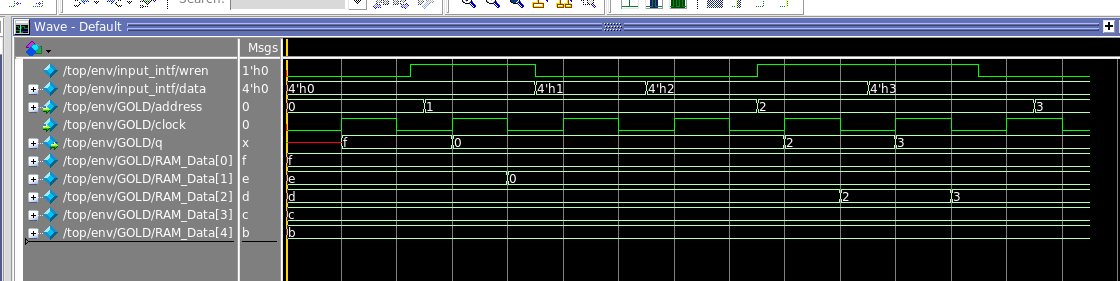 Search:
Wave - Default
Msgs
/top/env/input_intf/wren 1'h0
/top/env/input_intf/data 4'h0 4'h0 4'h1 4'h2 4'h3
/top/env/GOLD/address 0 0 1 2 3
/top/env/GOLD/clock 0
/top/env/GOLD/q x f 0 2 3
/top/env/GOLD/RAM_Data[0] f f
/top/env/GOLD/RAM_Data[1] e e 0
/top/env/GOLD/RAM_Data[2] d d 2 3
/top/env/GOLD/RAM_Data[3] c c
/top/env/GOLD/RAM_Data[4] b b